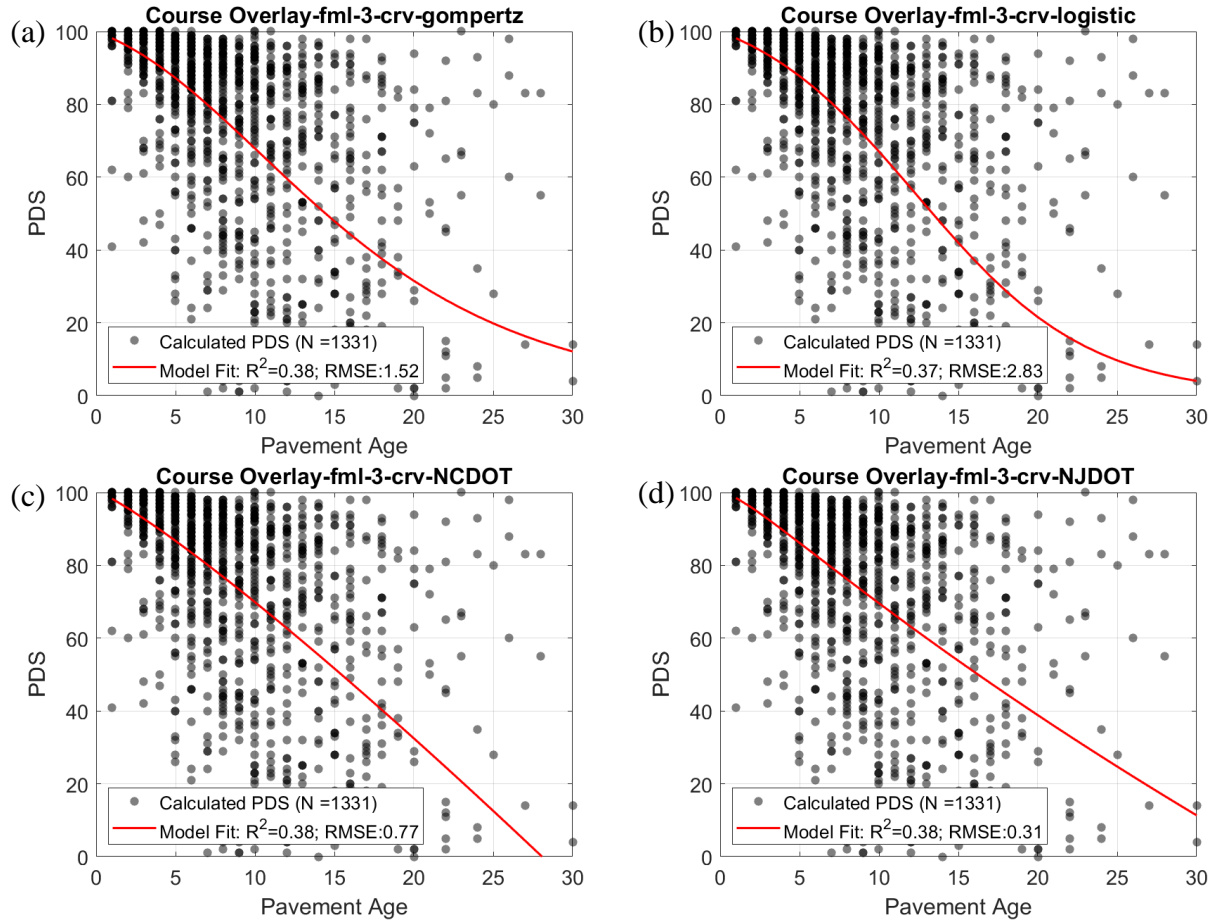 (a)
Course Overlay-fml-3-crv-gompertz
100
80
60
40
20
0
PDS
Calculated PDS (N =1331)
Model Fit: R²=0.38; RMSE:1.52
0 5 10 15 20 25 30
Pavement Age
(b)
Course Overlay-fml-3-crv-logistic
100
80
60
40
20
0
PDS
Calculated PDS (N =1331)
Model Fit: R²=0.37; RMSE:2.83
0 5 10 15 20 25 30
Pavement Age
(c)
Course Overlay-fml-3-crv-NCDOT
100
80
60
40
20
0
PDS
Calculated PDS (N =1331)
Model Fit: R²=0.38; RMSE:0.77
0 5 10 15 20 25 30
Pavement Age
(d)
Course Overlay-fml-3-crv-NJDOT
100
80
60
40
20
0
PDS
Calculated PDS (N =1331)
Model Fit: R²=0.38; RMSE:0.31
0 5 10 15 20 25 30
Pavement Age